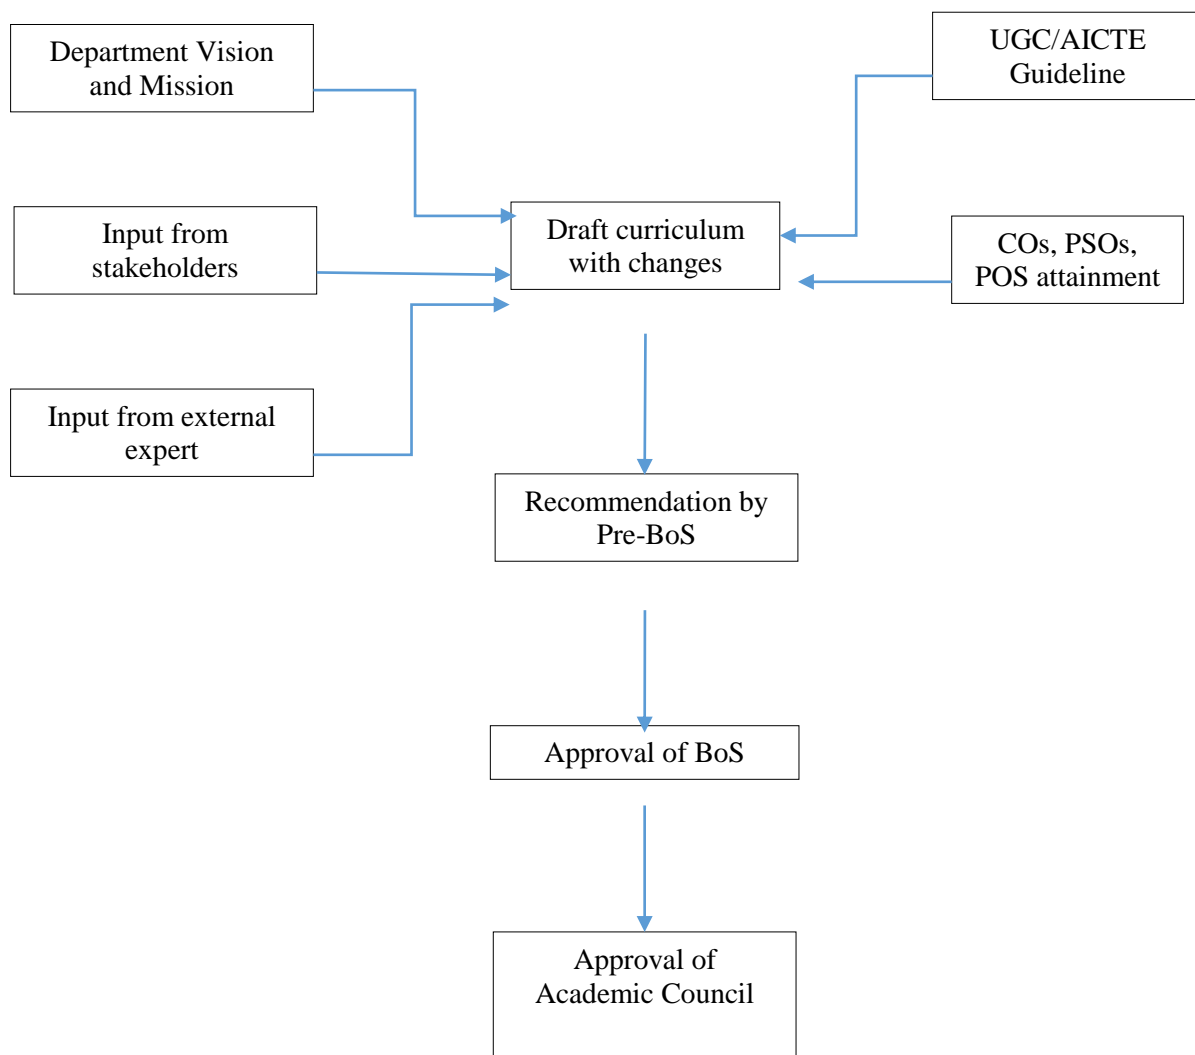 Department Vision
and Mission
UGC/AICTE
Guideline
Input from
stakeholders
Draft curriculum
with changes
COs, PSOs,
POS attainment
Input from external
expert
Recommendation by
Pre-BoS
Approval of BoS
Approval of
Academic Council